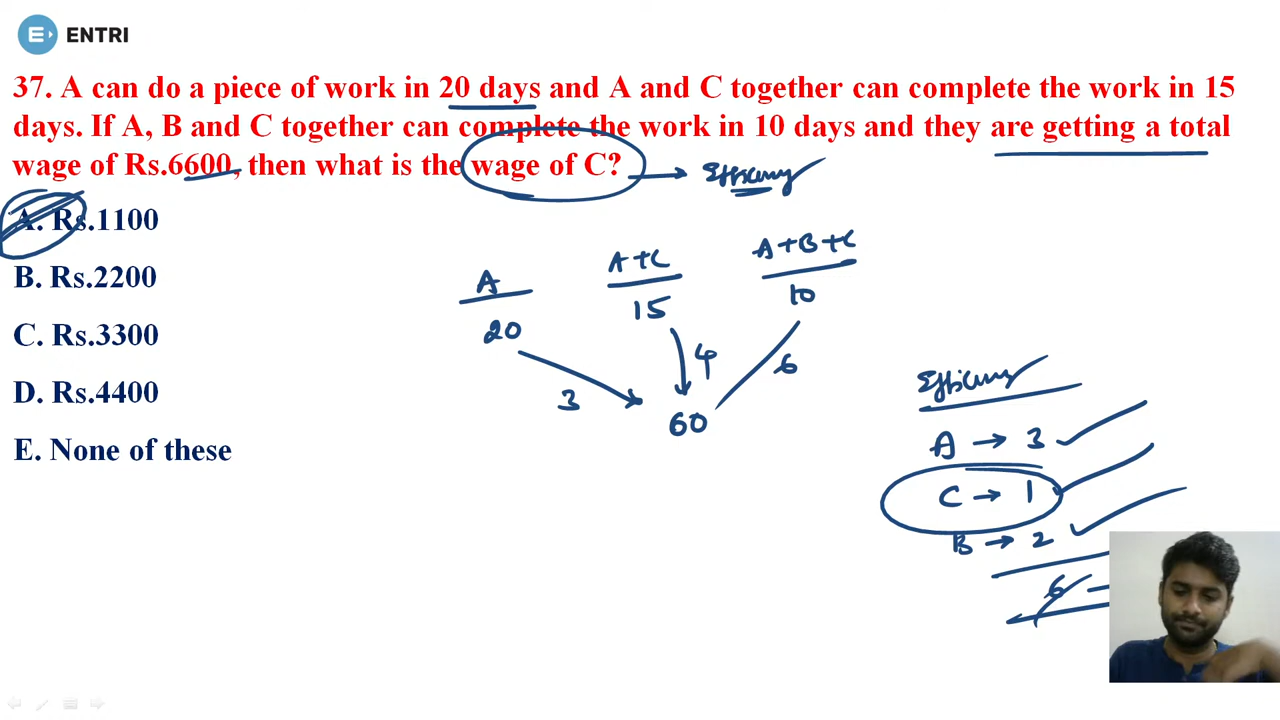 ENTRI
37. A can do a piece of work in 20 days and A and C together can complete the work in 15
days. If A, B and C together can complete the work in 10 days and they are getting a total
wage of Rs.6600, then what is the wage of C?
Efficiency
A. Rs.1100
B. Rs.2200
C. Rs.3300
D. Rs.4400
E. None of these
A
20
A+C
15
A+B+C
10
3
4
6
60
Efficiency
A → 3
C → 1
B → 2
6